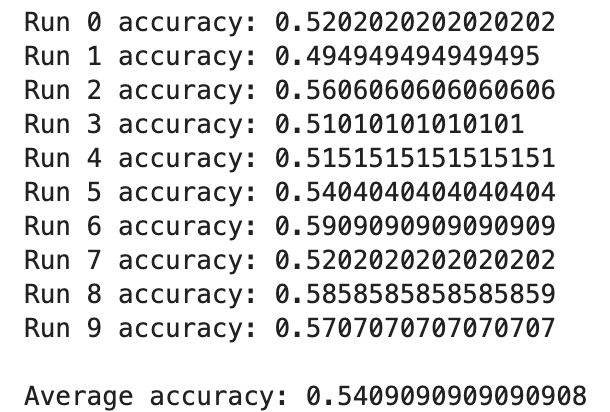 Run 0 accuracy: 0.5202020202020202
Run 1 accuracy: 0.494949494949495
Run 2 accuracy: 0.5606060606060606
Run 3 accuracy: 0.51010101010101
Run 4 accuracy: 0.5151515151515151
Run 5 accuracy: 0.5404040404040404
Run 6 accuracy: 0.5909090909090909
Run 7 accuracy: 0.5202020202020202
Run 8 accuracy: 0.5858585858585859
Run 9 accuracy: 0.5707070707070707
Average accuracy: 0.5409090909090908